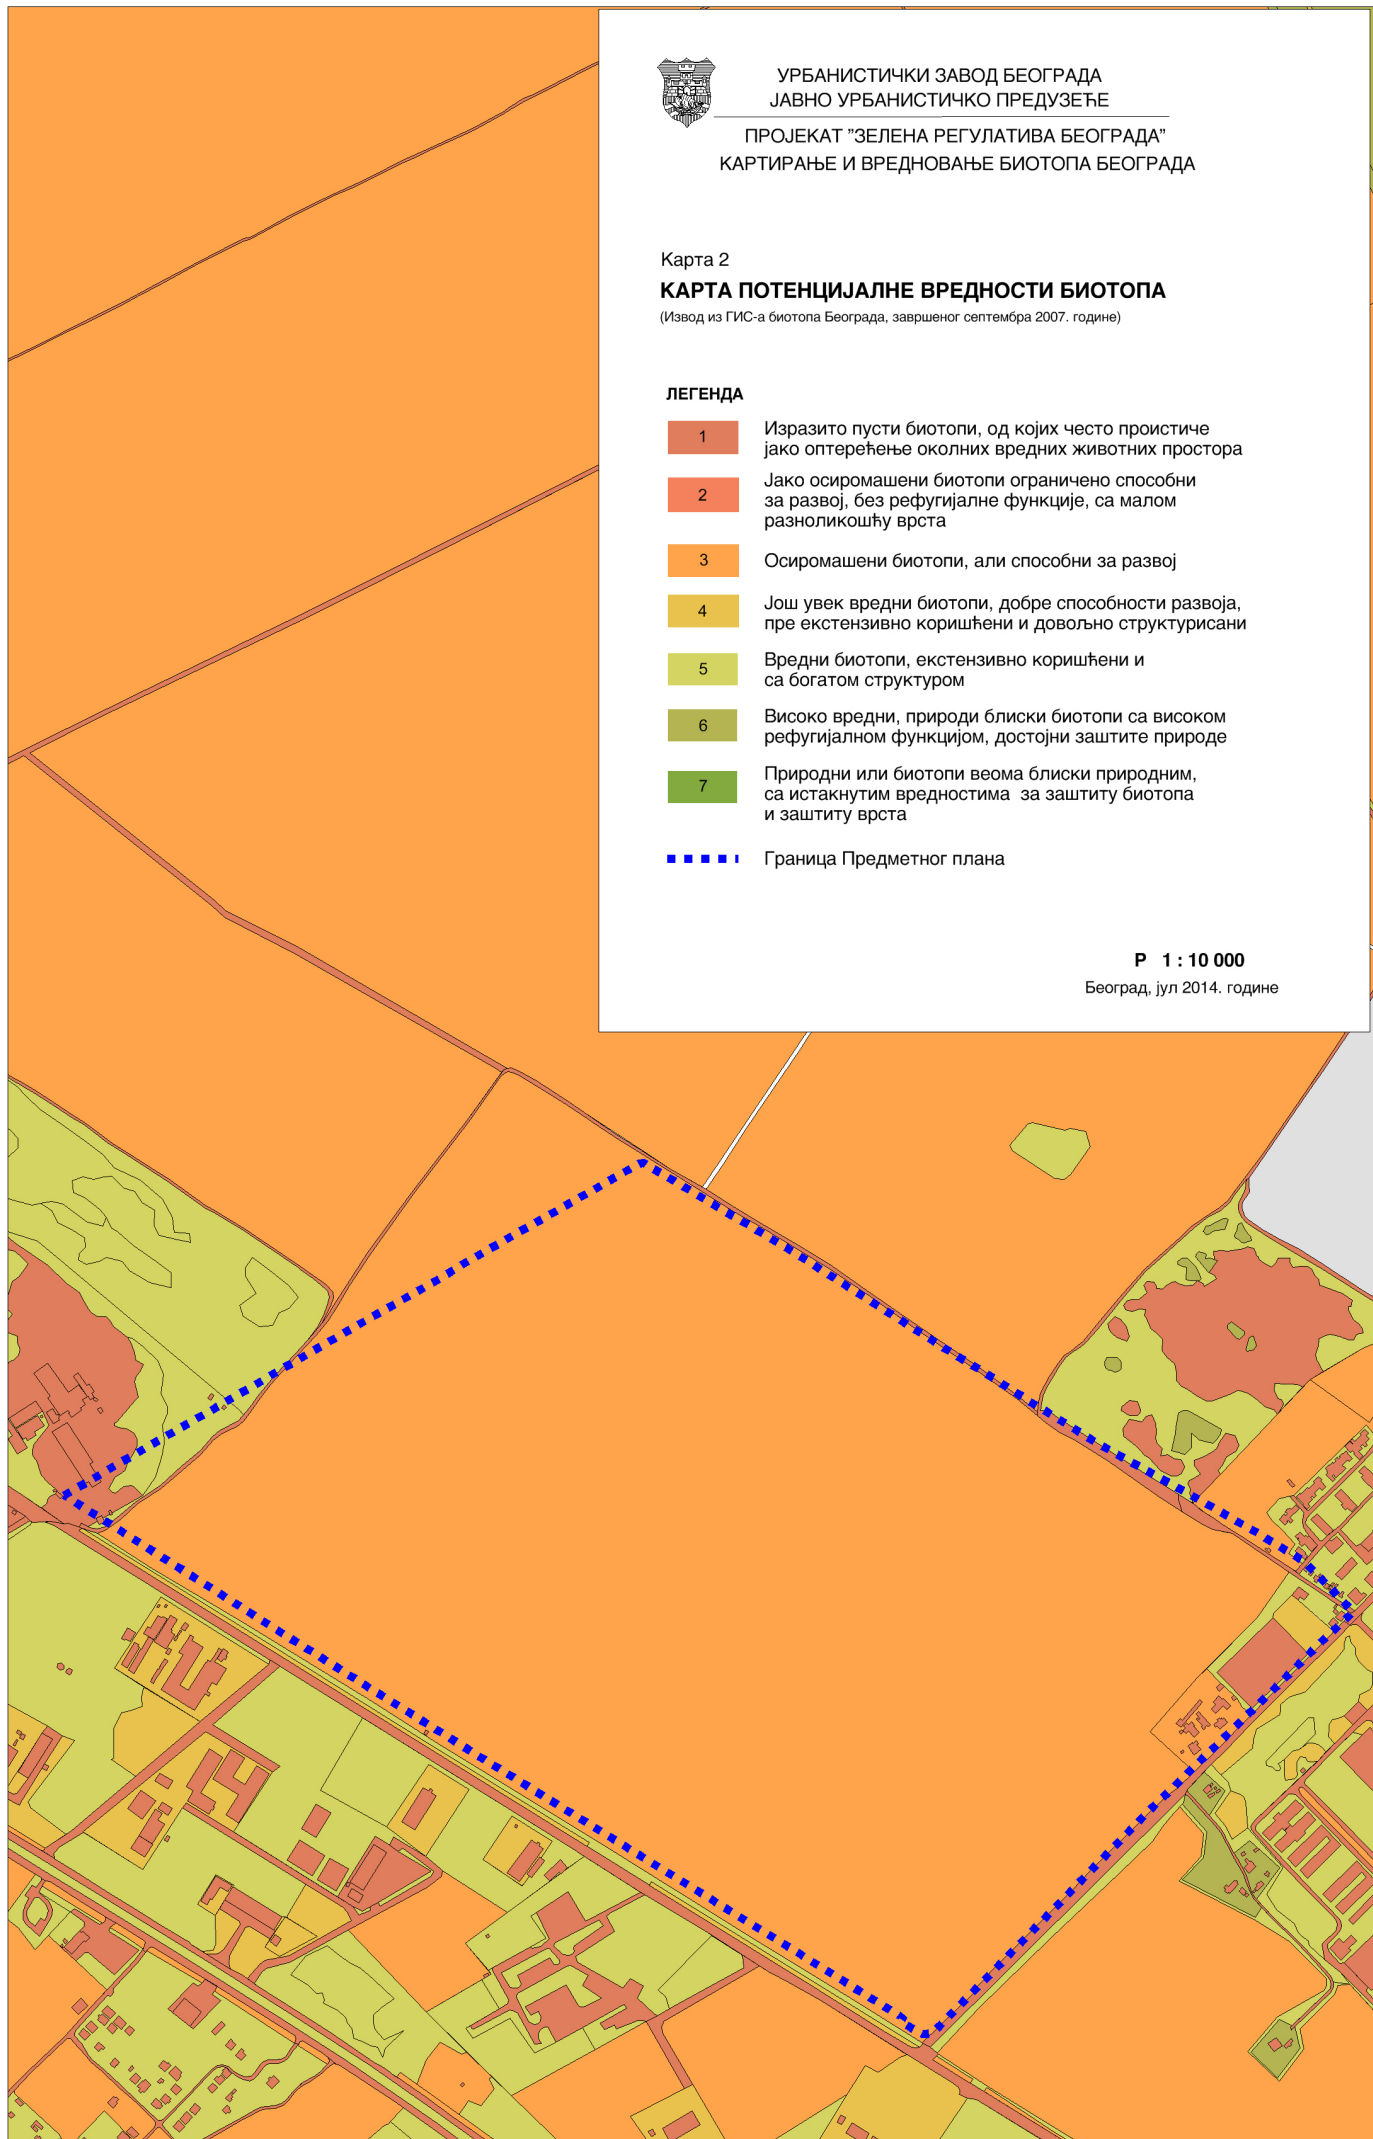 УРБАНИСТИЧКИ ЗАВОД БЕОГРАДА
ЈАВНО УРБАНИСТИЧКО ПРЕДУЗЕЋЕ
ПРОЈЕКАТ ”ЗЕЛЕНА РЕГУЛАТИВА БЕОГРАДА”
КАРТИРАЊЕ И ВРЕДНОВАЊЕ БИОТОПА БЕОГРАДА
Карта 2
КАРТА ПОТЕНЦИЈАЛНЕ ВРЕДНОСТИ БИОТОПА
(Извод из ГИС-а биотопа Београда, завршеног септембра 2007. године)
ЛЕГЕНДА
1 Изразито пусти биотопи, од којих често проистиче
јако оптерећење околних вредних животних простора
2 Јако осиромашени биотопи ограничено способни
за развој, без рефугијалне функције, са малом
разноликошћу врста
3 Осиромашени биотопи, али способни за развој
4 Још увек вредни биотопи, добре способности развоја,
пре екстензивно коришћени и довољно структурисани
5 Вредни биотопи, екстензивно коришћени и
са богатом структуром
6 Високо вредни, природи блиски биотопи са високом
рефугијалном функцијом, достојни заштите природе
7 Природни или биотопи веома блиски природним,
са истакнутим вредностима за заштиту биотопа
и заштиту врста
Граница Предметног плана
Р 1 : 10 000
Београд, јул 2014. године